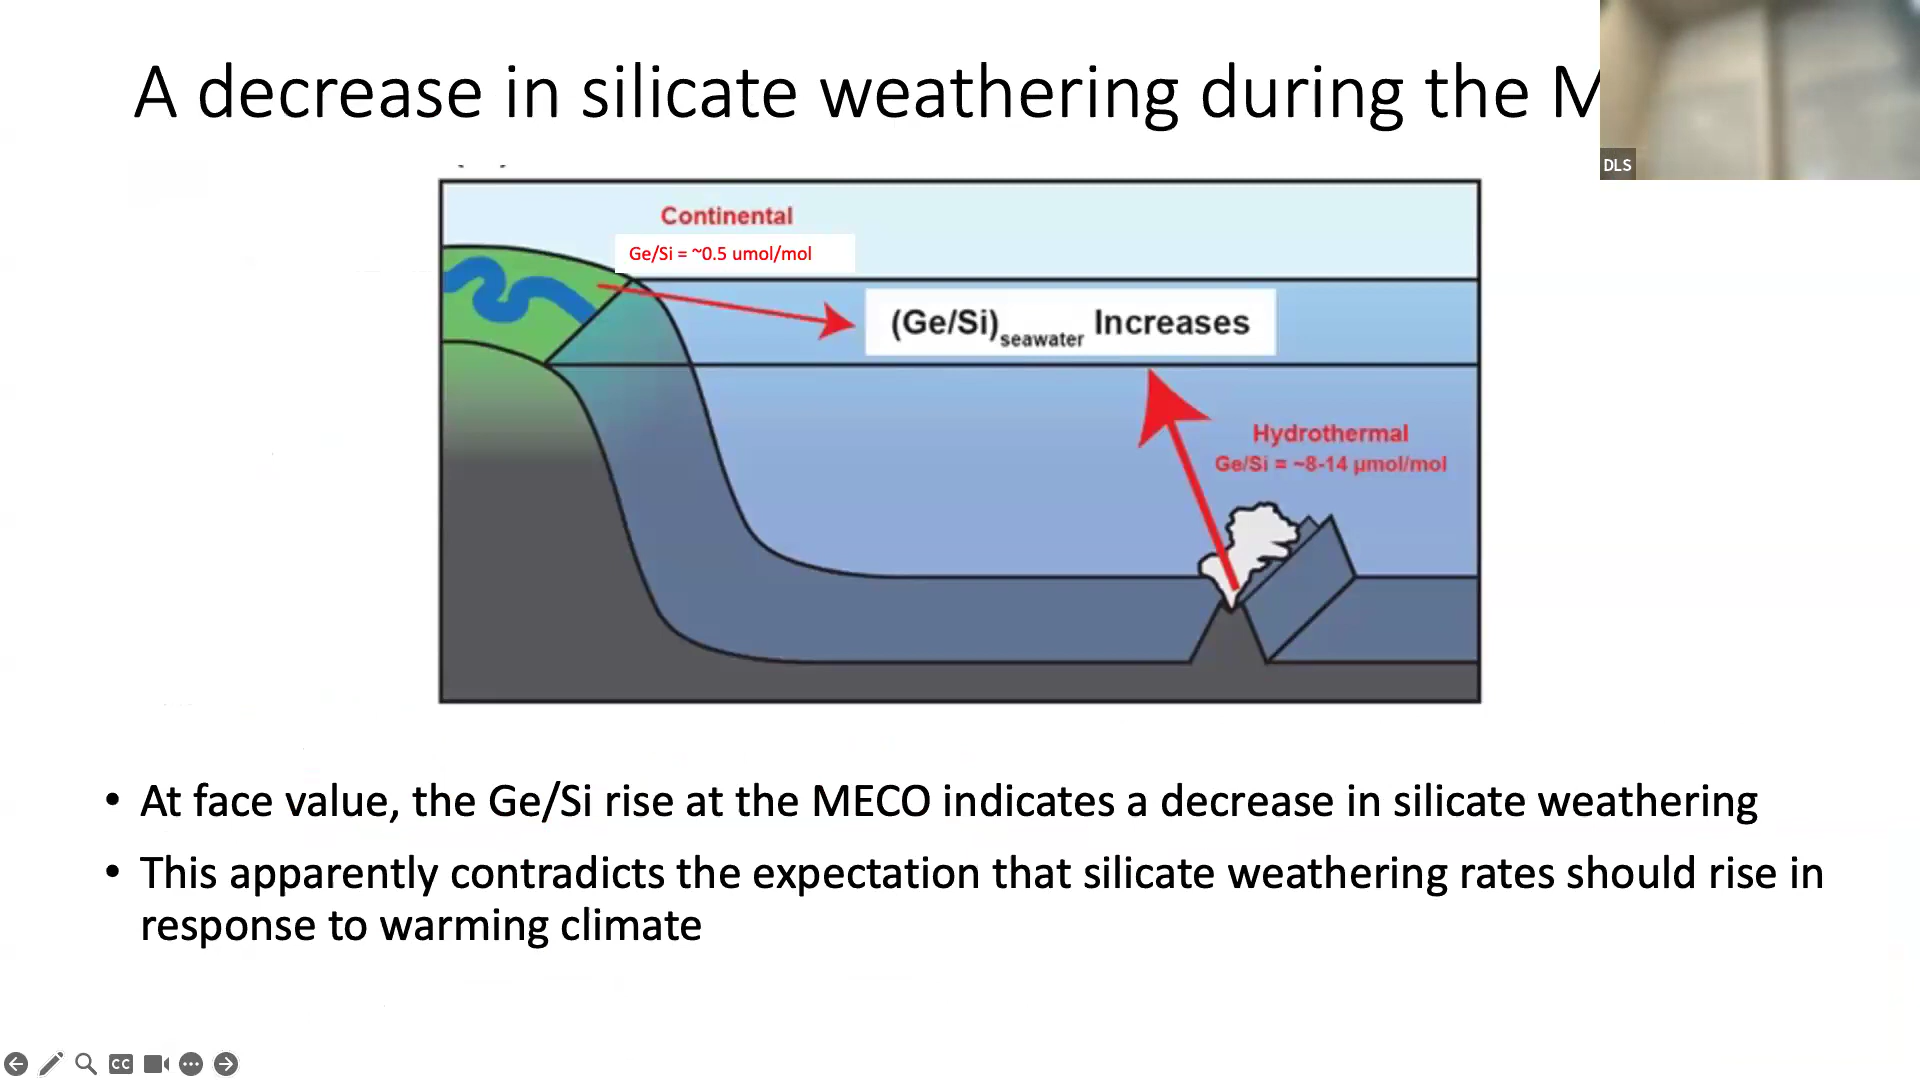 A decrease in silicate weathering during the M
DLS
Continental
Ge/Si = ~0.5 umol/mol
(Ge/Si)seawater Increases
Hydrothermal
Ge/Si = ~8-14 µmol/mol
• At face value, the Ge/Si rise at the MECO indicates a decrease in silicate weathering
• This apparently contradicts the expectation that silicate weathering rates should rise in
response to warming climate
CC